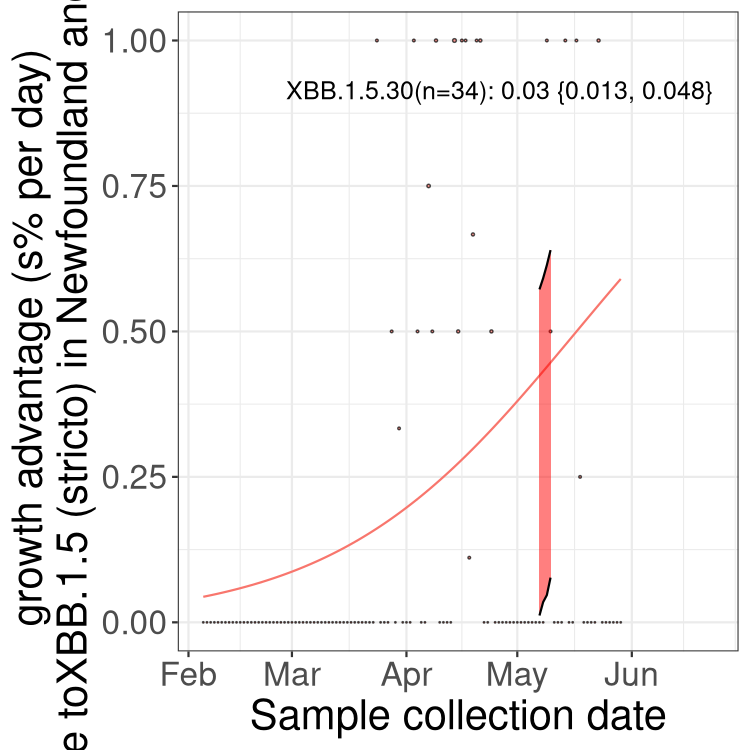 growth advantage (s% per day)
toXBB.1.5 (stricto) in Newfoundland
1.00
0.75
0.50
0.25
0.00
XBB.1.5.30(n=34): 0.03 {0.013, 0.048}
Feb Mar Apr May Jun
Sample collection date